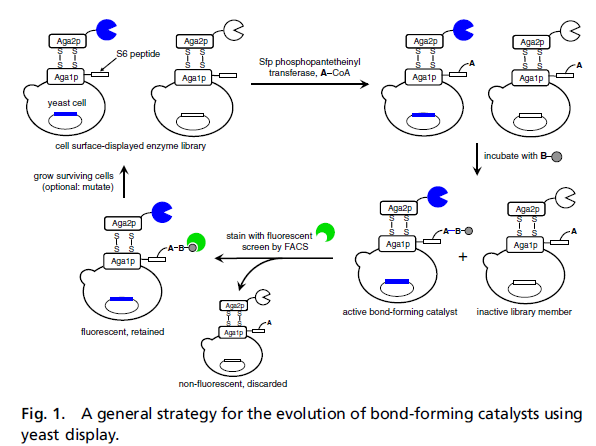 Aga2p
S S
S S
Aga1p
S6 peptide
yeast cell
Aga2p
S S
S S
Aga1p
cell surface-displayed enzyme library
Sfp phosphopantetheinyl
transferase, A–CoA
Aga2p
S S
S S
Aga1p
A
Aga2p
S S
S S
Aga1p
A
incubate with B
grow surviving cells
(optional: mutate)
Aga2p
S S
S S
Aga1p
A–B
fluorescent, retained
stain with fluorescent
screen by FACS
Aga2p
S S
S S
Aga1p
A
non-fluorescent, discarded
Aga2p
S S
S S
Aga1p
A–B
active bond-forming catalyst
+
Aga2p
S S
S S
Aga1p
A
inactive library member
Fig. 1. A general strategy for the evolution of bond-forming catalysts using
yeast display.